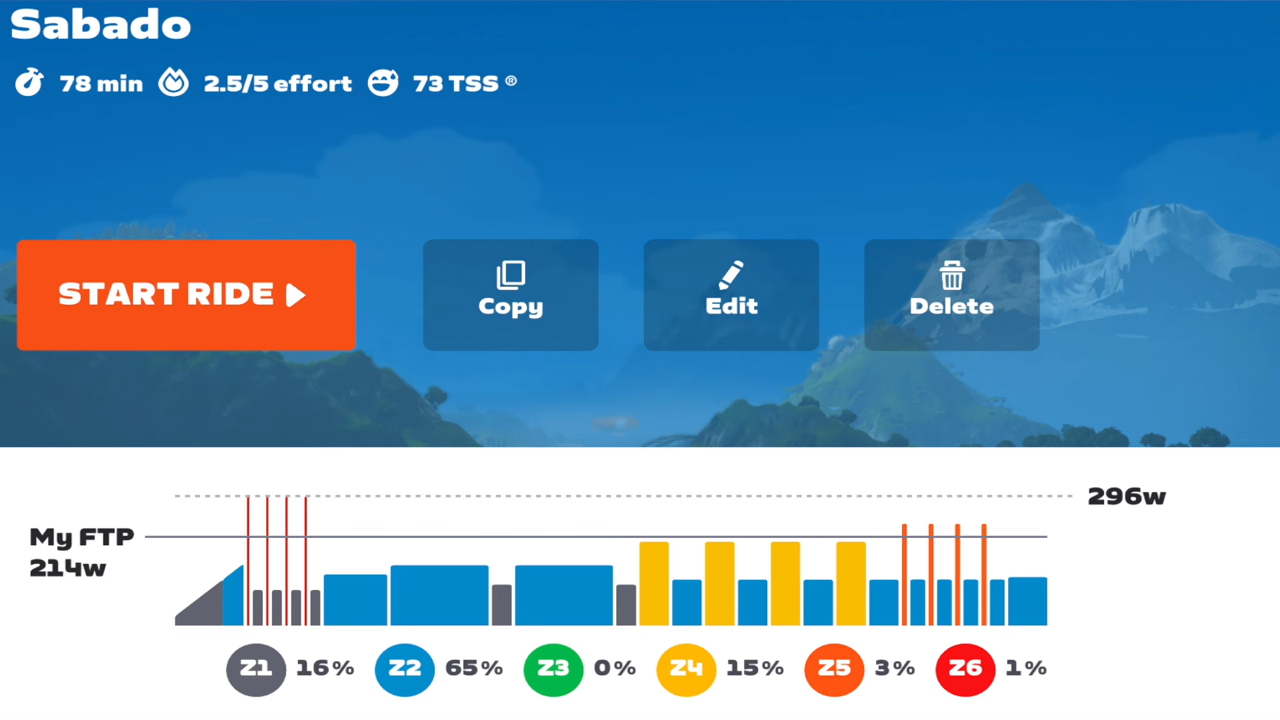 Sabado
78 min 2.5/5 effort 73 TSS ®
START RIDE
Copy
Edit
Delete
296w
My FTP
214w
Z1 16% Z2 65% Z3 0% Z4 15% Z5 3% Z6 1%